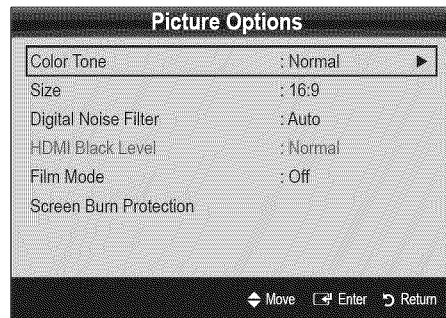 Picture Options
Color Tone : Normal ►
Size : 16:9
Digital Noise Filter : Auto
HDMI Black Level : Normal
Film Mode : Off
Screen Burn Protection
Move Enter Return